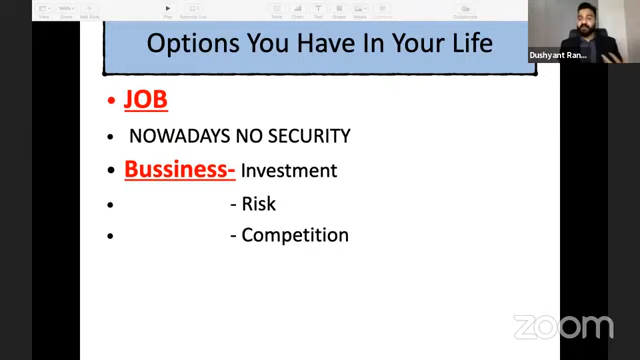 Options You Have In Your Life
• JOB
• NOWADAYS NO SECURITY
• Bussiness- Investment
• - Risk
• - Competition
Dushyant Ran...
zoom